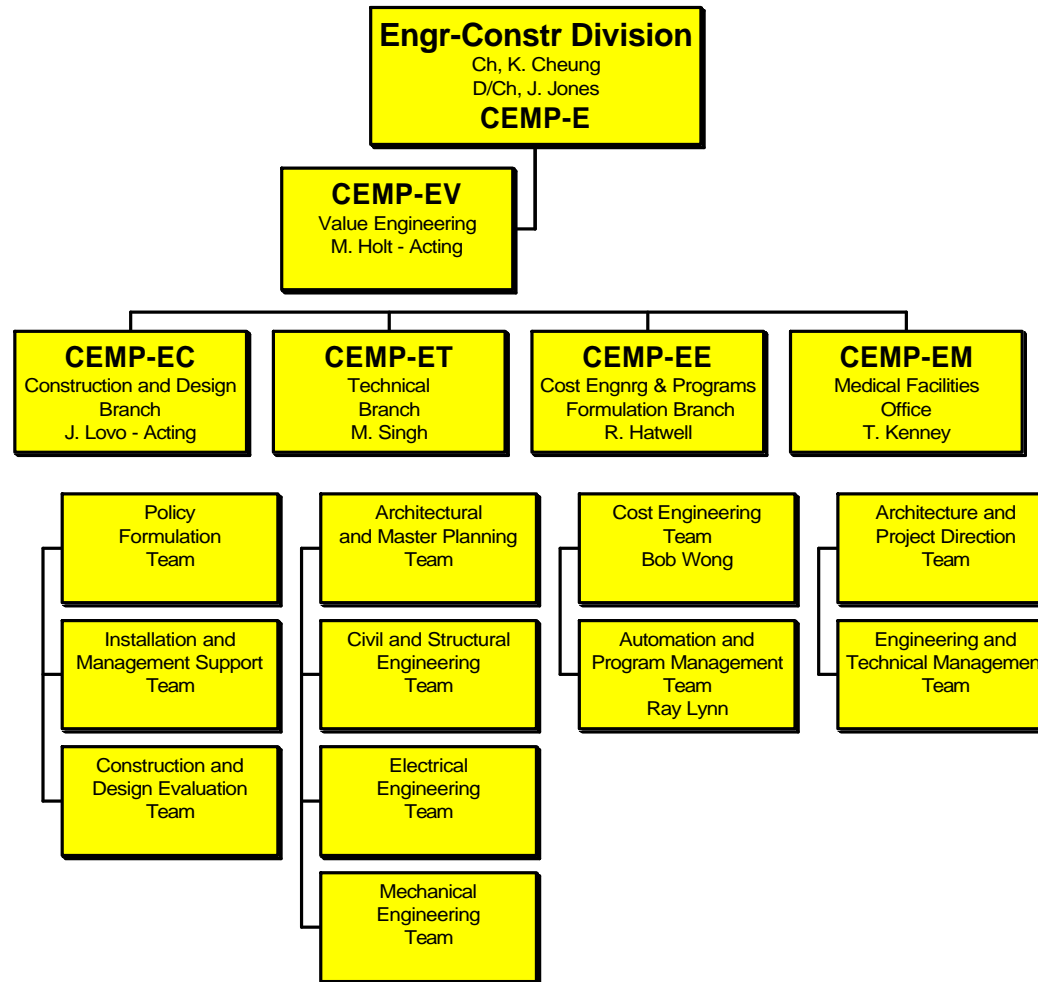 Engr-Constr Division
Ch, K. Cheung
D/Ch, J. Jones
CEMP-E
CEMP-EV
Value Engineering
M. Holt - Acting
CEMP-EC
Construction and Design
Branch
J. Lovo - Acting
CEMP-ET
Technical
Branch
M. Singh
CEMP-EE
Cost Engnrg & Programs
Formulation Branch
R. Hatwell
CEMP-EM
Medical Facilities
Office
T. Kenney
Policy
Formulation
Team
Installation and
Management Support
Team
Construction and
Design Evaluation
Team
Architectural
and Master Planning
Team
Civil and Structural
Engineering
Team
Electrical
Engineering
Team
Mechanical
Engineering
Team
Cost Engineering
Team
Bob Wong
Automation and
Program Management
Team
Ray Lynn
Architecture and
Project Direction
Team
Engineering and
Technical Management
Team